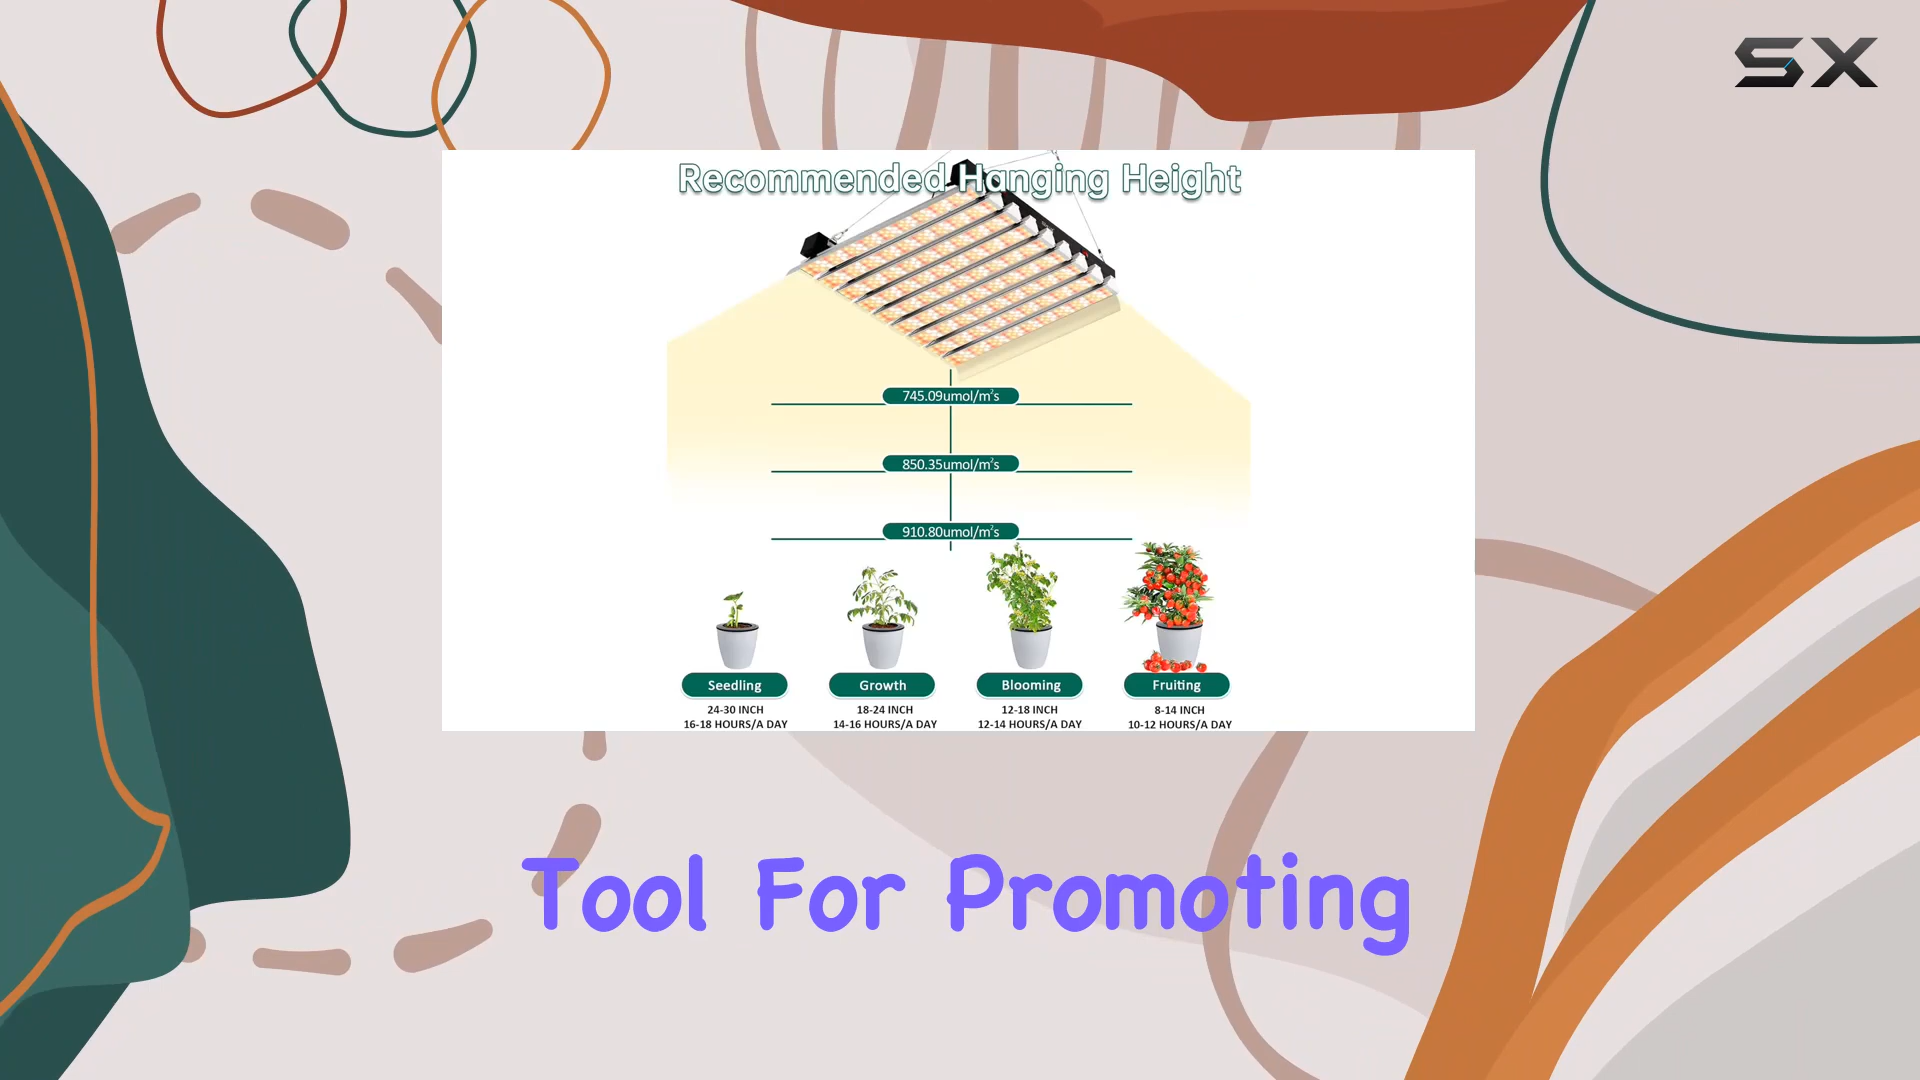 SX
Recommended Hanging Height
745.09umol/m²s
850.35umol/m²s
910.80umol/m²s
Seedling Growth Blooming Fruiting
24-30 INCH 18-24 INCH 12-18 INCH 8-14 INCH
16-18 HOURS/A DAY 14-16 HOURS/A DAY 12-14 HOURS/A DAY 10-12 HOURS/A DAY
Tool For Promoting